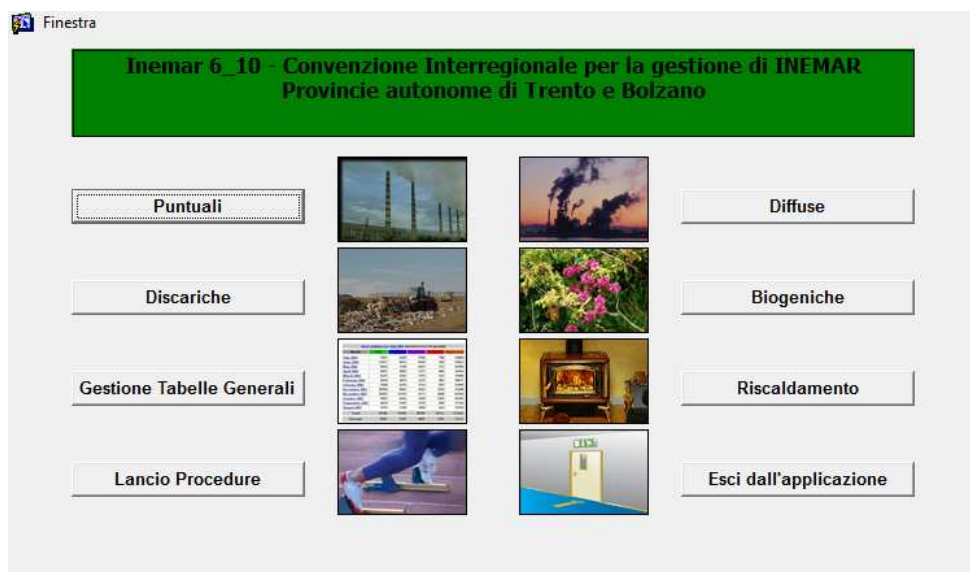 Finestra
Inemar 6_10 - Convenzione Interregionale per la gestione di INEMAR
Provincie autonome di Trento e Bolzano
Puntuali
Diffuse
Discariche
Biogeniche
Gestione Tabelle Generali
Riscaldamento
Lancio Procedure
Esci dall'applicazione